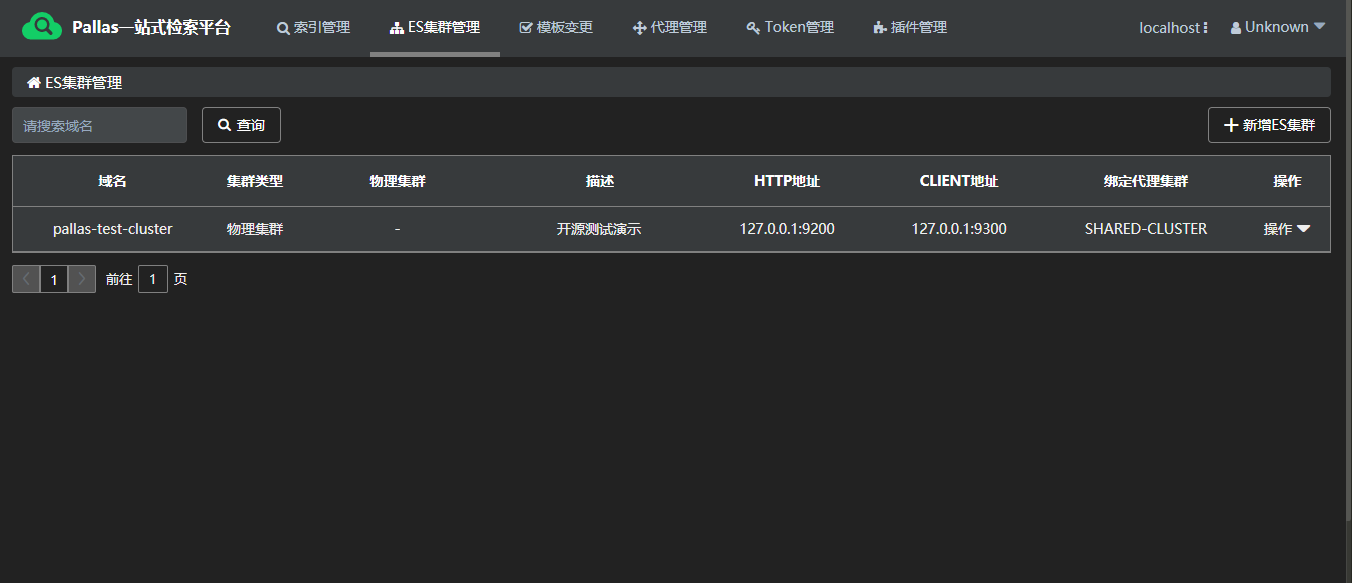 Pallas一站式检索平台 索引管理 ES集群管理 模板变更 代理管理 Token管理 插件管理 localhost Unknown
ES集群管理
请搜索域名 查询 新增ES集群
域名 集群类型 物理集群 描述 HTTP地址 CLIENT地址 绑定代理集群 操作
pallas-test-cluster 物理集群 - 开源测试演示 127.0.0.1:9200 127.0.0.1:9300 SHARED-CLUSTER 操作
1 前往 1 页